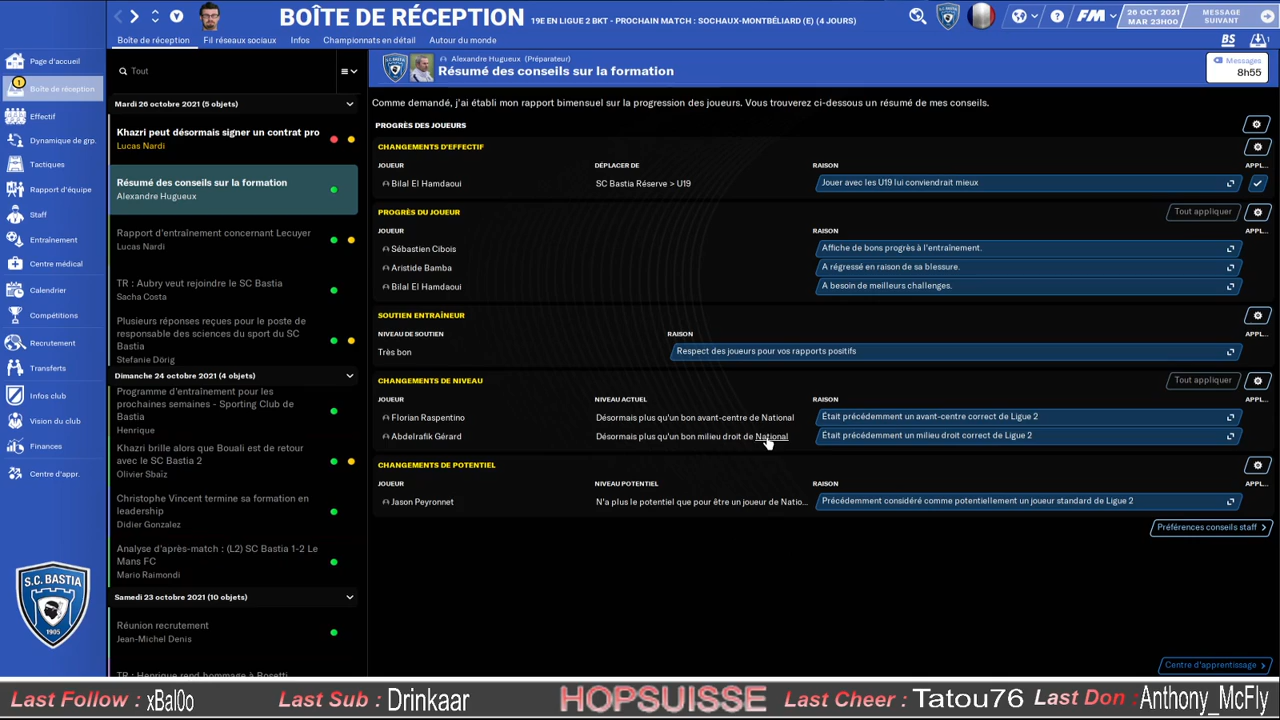 BOÎTE DE RÉCEPTION
19E EN LIGUE 2 BKT - PROCHAIN MATCH : SOCHAUX-MONTBÉLIARD (E) (4 JOURS)
FM
26 OCT 2021
MAR 23H00
MESSAGE
SUIVANT
Boîte de réception
Fil réseaux sociaux
Infos
Championnats en détail
Autour du monde
BS
1
Page d'accueil
1
Boîte de réception
Effectif
Dynamique de grp.
Tactiques
Rapport d'équipe
Staff
Entraînement
Centre médical
Calendrier
Compétitions
Recrutement
Transferts
Infos club
Vision du club
Finances
Centre d'appr.
S.C. BASTIA
1905
Tout
Mardi 26 octobre 2021 (5 objets)
Khazri peut désormais signer un contrat pro
Lucas Nardi
Résumé des conseils sur la formation
Alexandre Hugueux
Rapport d'entraînement concernant Lecuyer
Lucas Nardi
TR : Aubry veut rejoindre le SC Bastia
Sacha Costa
Plusieurs réponses reçues pour le poste de
responsable des sciences du sport du SC
Bastia
Stefanie Dörig
Dimanche 24 octobre 2021 (4 objets)
Programme d'entraînement pour les
prochaines semaines - Sporting Club de
Bastia
Henrique
Khazri brille alors que Bouali est de retour
avec le SC Bastia 2
Olivier Sbaïz
Christophe Vincent termine sa formation en
leadership
Didier Gonzalez
Analyse d'après-match : (L2) SC Bastia 1-2 Le
Mans FC
Mario Raimondi
Samedi 23 octobre 2021 (10 objets)
Réunion recrutement
Jean-Michel Denis
TR : Henrique rend hommage à Bosetti
Alexandre Hugueux (Préparateur)
Résumé des conseils sur la formation
Messages
8h55
Comme demandé, j'ai établi mon rapport bimensuel sur la progression des joueurs. Vous trouverez ci-dessous un résumé de mes conseils.
PROGRÈS DES JOUEURS
CHANGEMENTS D'EFFECTIF
JOUEUR DÉPLACER DE RAISON APPL...
Bilal El Hamdaoui SC Bastia Réserve > U19 Jouer avec les U19 lui conviendrait mieux
PROGRÈS DU JOUEUR Tout appliquer
JOUEUR RAISON APPL...
Sébastien Cibois Affiche de bons progrès à l'entraînement.
Aristide Bamba A régressé en raison de sa blessure.
Bilal El Hamdaoui A besoin de meilleurs challenges.
SOUTIEN ENTRAÎNEUR
NIVEAU DE SOUTIEN RAISON APPL...
Très bon Respect des joueurs pour vos rapports positifs
CHANGEMENTS DE NIVEAU Tout appliquer
JOUEUR NIVEAU ACTUEL RAISON APPL...
Florian Raspentino Désormais plus qu'un bon avant-centre de National Était précédemment un avant-centre correct de Ligue 2
Abdelrafik Gérard Désormais plus qu'un bon milieu droit de National Était précédemment un milieu droit correct de Ligue 2
CHANGEMENTS DE POTENTIEL
JOUEUR NIVEAU POTENTIEL RAISON APPL...
Jason Peyronnet N'a plus le potentiel que pour être un joueur de Natio... Précédemment considéré comme potentiellement un joueur standard de Ligue 2
Préférences conseils staff
Centre d'apprentissage
Last Follow : xBal0o Last Sub : Drinkaar HOPSUISSE Last Cheer : Tatou76 Last Don : Anthony_McFly